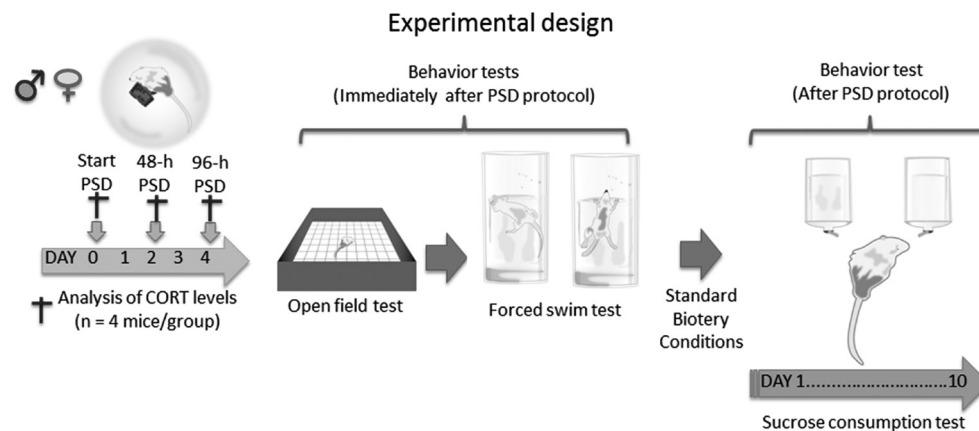 Experimental design
Start
PSD
48-h
PSD
96-h
PSD
DAY 0 1 2 3 4
Analysis of CORT levels
(n = 4 mice/group)
Behavior tests
(Immediately after PSD protocol)
Open field test
Forced swim test
Standard
Biotery
Conditions
Behavior test
(After PSD protocol)
DAY 1..............................10
Sucrose consumption test